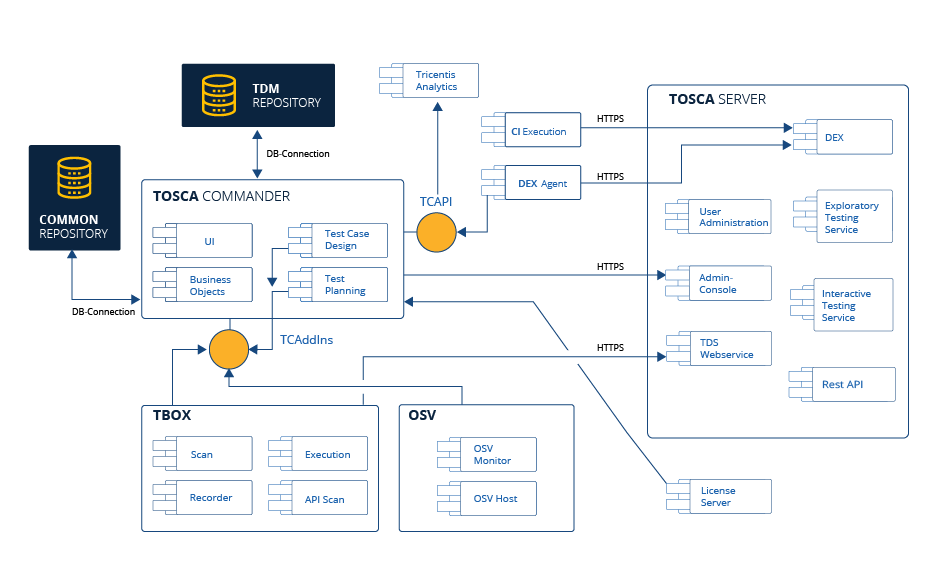 TDM
REPOSITORY
Tricentis
Analytics
TOSCA SERVER
CI Execution
HTTPS
DEX
DB-Connection
COMMON
REPOSITORY
TOSCA COMMANDER
TCAPI
DEX Agent
HTTPS
User
Administration
Exploratory
Testing
Service
UI
Test Case
Design
Business
Objects
Test
Planning
HTTPS
Admin-
Console
Interactive
Testing
Service
DB-Connection
TCAddIns
HTTPS
TDS
Webservice
Rest API
TBOX
Scan
Execution
Recorder
API Scan
OSV
OSV
Monitor
OSV Host
License
Server